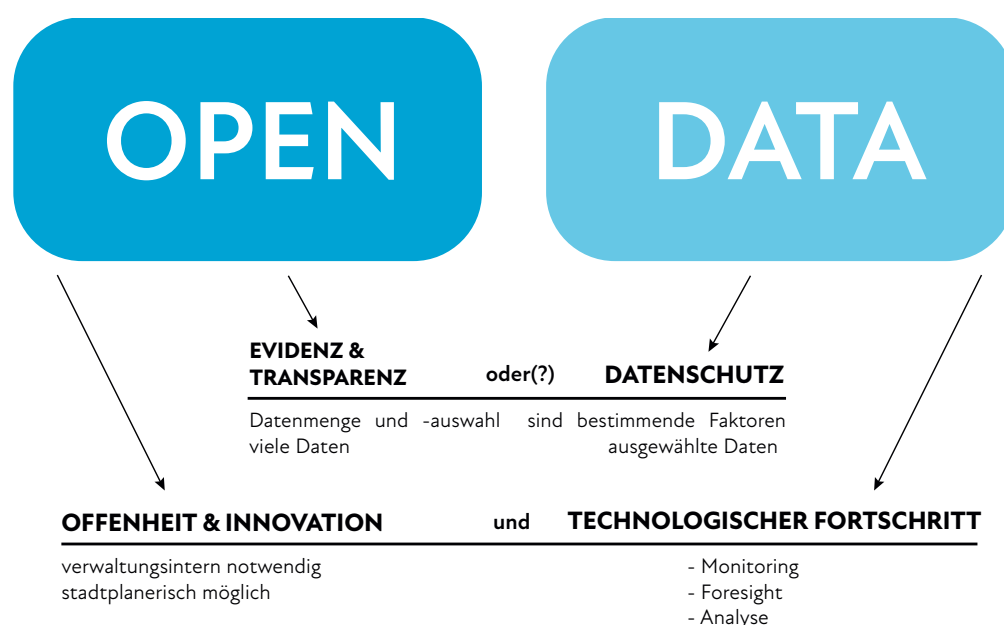 OPEN DATA
EVIDENZ &
TRANSPARENZ oder(?) DATENSCHUTZ
Datenmenge und -auswahl sind bestimmende Faktoren
viele Daten ausgewählte Daten
OFFENHEIT & INNOVATION und TECHNOLOGISCHER FORTSCHRITT
verwaltungsintern notwendig
stadtplanerisch möglich
- Monitoring
- Foresight
- Analyse